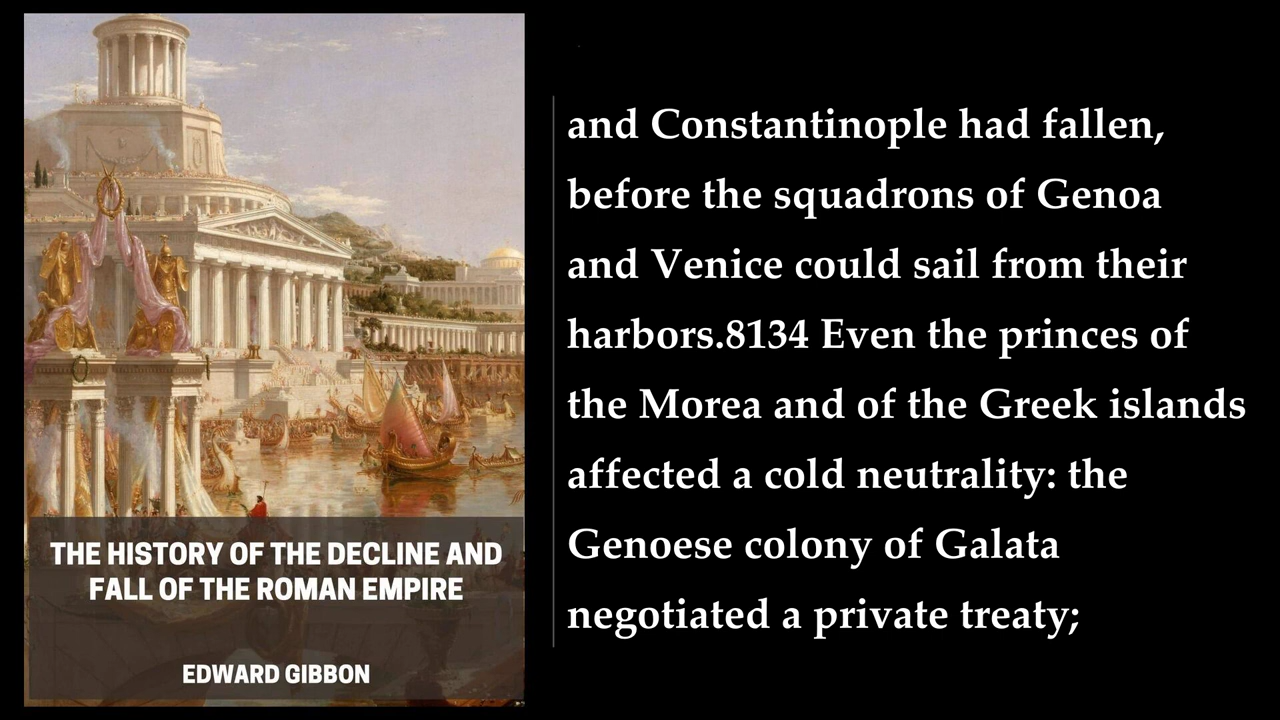 THE HISTORY OF THE DECLINE AND
FALL OF THE ROMAN EMPIRE
EDWARD GIBBON
and Constantinople had fallen,
before the squadrons of Genoa
and Venice could sail from their
harbors.8134 Even the princes of
the Morea and of the Greek islands
affected a cold neutrality: the
Genoese colony of Galata
negotiated a private treaty;